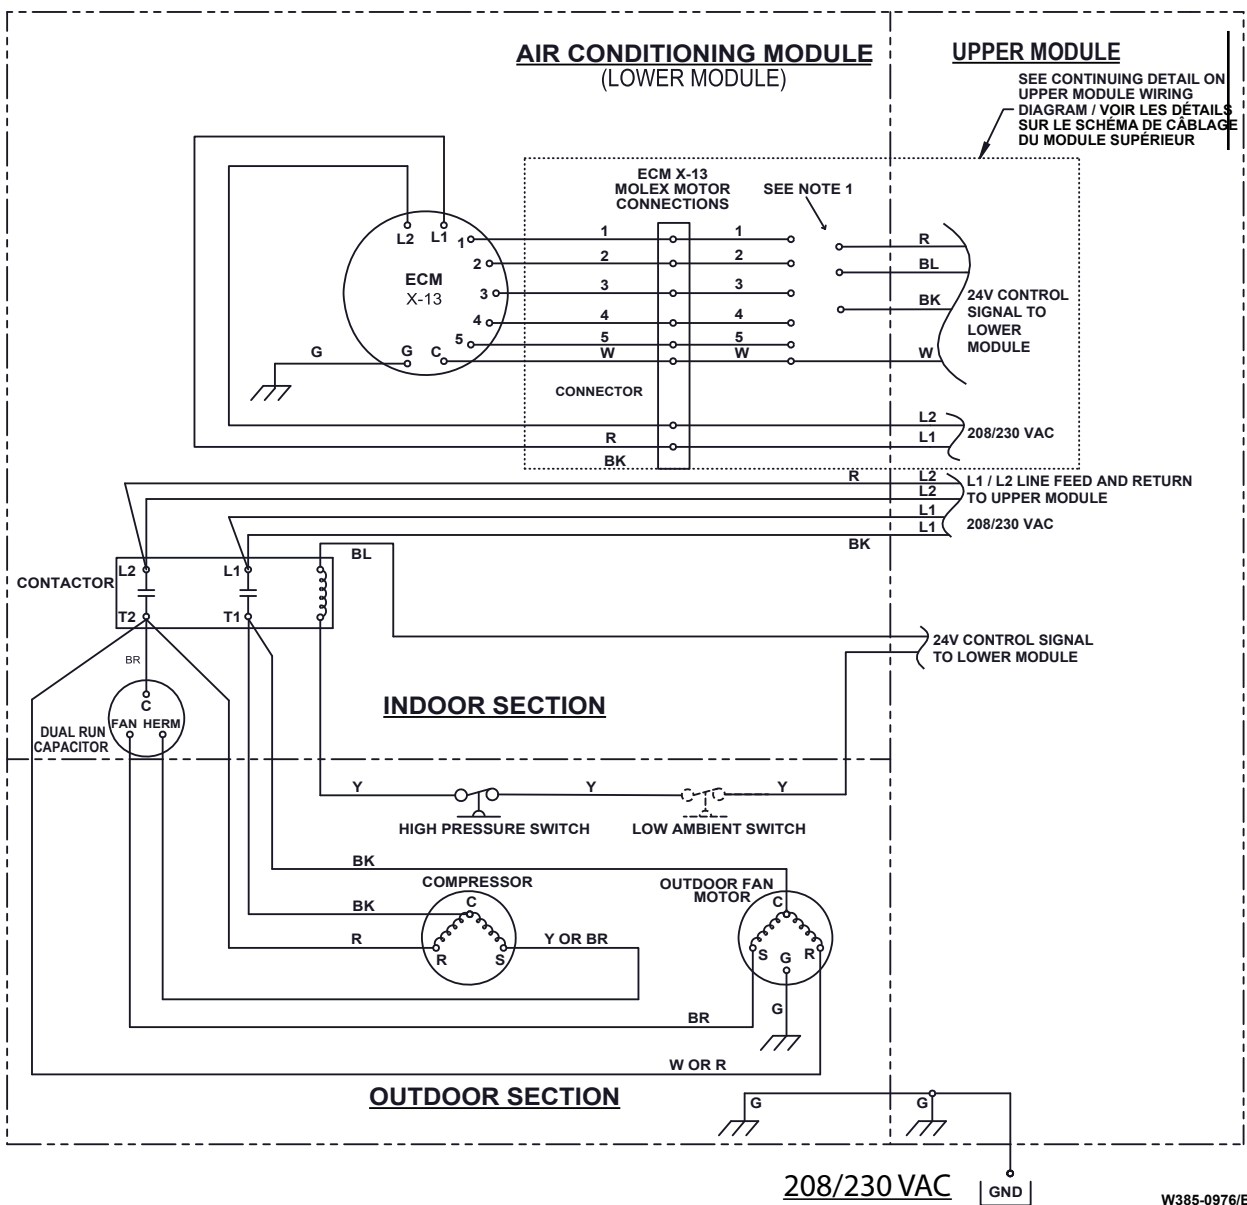 AIR CONDITIONING MODULE
(LOWER MODULE)
UPPER MODULE
SEE CONTINUING DETAIL ON
UPPER MODULE WIRING
DIAGRAM / VOIR LES DÉTAILS
SUR LE SCHÉMA DE CÂBLAGE
DU MODULE SUPÉRIEUR
ECM X-13
MOLEX MOTOR
CONNECTIONS
SEE NOTE 1
L2 L1
ECM
X-13
1 1 1 R
2 2 2 BL
3 3 3 BK
4 4 4
5 5 5
G G C W W W
24V CONTROL
SIGNAL TO
LOWER
MODULE
CONNECTOR
L2
R L1
BK
208/230 VAC
R L2
L2
L1
BK L1
L1 / L2 LINE FEED AND RETURN
TO UPPER MODULE
208/230 VAC
BL
CONTACTOR
L2 L1
T2 T1
24V CONTROL SIGNAL
TO LOWER MODULE
BR
C
FAN HERM
DUAL RUN
CAPACITOR
INDOOR SECTION
Y Y Y
HIGH PRESSURE SWITCH
LOW AMBIENT SWITCH
BK
COMPRESSOR
OUTDOOR FAN
MOTOR
BK C C
R R S Y OR BR S G R
BR G
W OR R
OUTDOOR SECTION
G G
208/230 VAC
GND
W385-0976/B